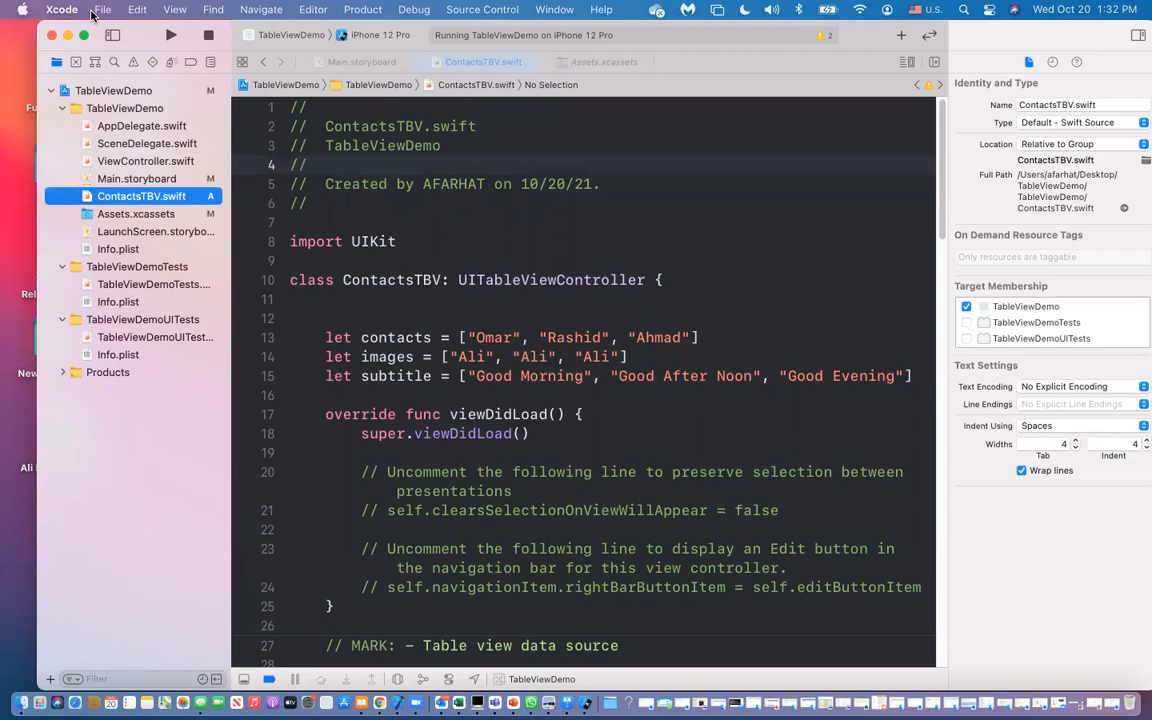 Xcode File Edit View Find Navigate Editor Product Debug Source Control Window Help U.S. Wed Oct 20 1:32 PM
TableViewDemo iPhone 12 Pro Running TableViewDemo on iPhone 12 Pro 2
Main.storyboard ContactsTBV.swift Assets.xcassets
TableViewDemo TableViewDemo ContactsTBV.swift No Selection
TableViewDemo M
TableViewDemo
AppDelegate.swift
SceneDelegate.swift
ViewController.swift
Main.storyboard M
ContactsTBV.swift A
Assets.xcassets M
LaunchScreen.storybo...
Info.plist
TableViewDemoTests
TableViewDemoTests....
Info.plist
TableViewDemoUITests
TableViewDemoUITest...
Info.plist
Products
Filter
1 //
2 // ContactsTBV.swift
3 // TableViewDemo
4 //
5 // Created by AFARHAT on 10/20/21.
6 //
7
8 import UIKit
9
10 class ContactsTBV: UITableViewController {
11
12
13 let contacts = ["Omar", "Rashid", "Ahmad"]
14 let images = ["Ali", "Ali", "Ali"]
15 let subtitle = ["Good Morning", "Good After Noon", "Good Evening"]
16
17 override func viewDidLoad() {
18 super.viewDidLoad()
19
20 // Uncomment the following line to preserve selection between
presentations
21 // self.clearsSelectionOnViewWillAppear = false
22
23 // Uncomment the following line to display an Edit button in
the navigation bar for this view controller.
24 // self.navigationItem.rightBarButtonItem = self.editButtonItem
25 }
26
27 // MARK: - Table view data source
28
TableViewDemo
Identity and Type
Name ContactsTBV.swift
Type Default - Swift Source
Location Relative to Group
ContactsTBV.swift
Full Path /Users/afarhat/Desktop/
TableViewDemo/
TableViewDemo/
ContactsTBV.swift
On Demand Resource Tags
Only resources are taggable
Target Membership
TableViewDemo
TableViewDemoTests
TableViewDemoUITests
Text Settings
Text Encoding No Explicit Encoding
Line Endings No Explicit Line Endings
Indent Using Spaces
Widths 4 4
Tab Indent
Wrap lines